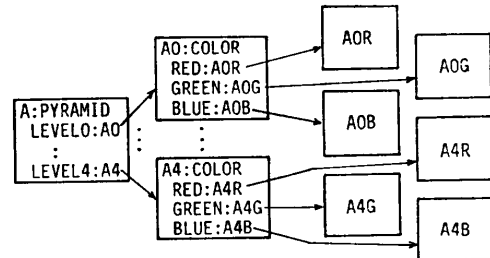 A:PYRAMID
LEVEL0:A0
:
LEVEL4:A4
:
:
A0:COLOR
RED:A0R
GREEN:A0G
BLUE:A0B
...
A4:COLOR
RED:A4R
GREEN:A4G
BLUE:A4B
A0R
A0G
A0B
A4R
A4G
A4B